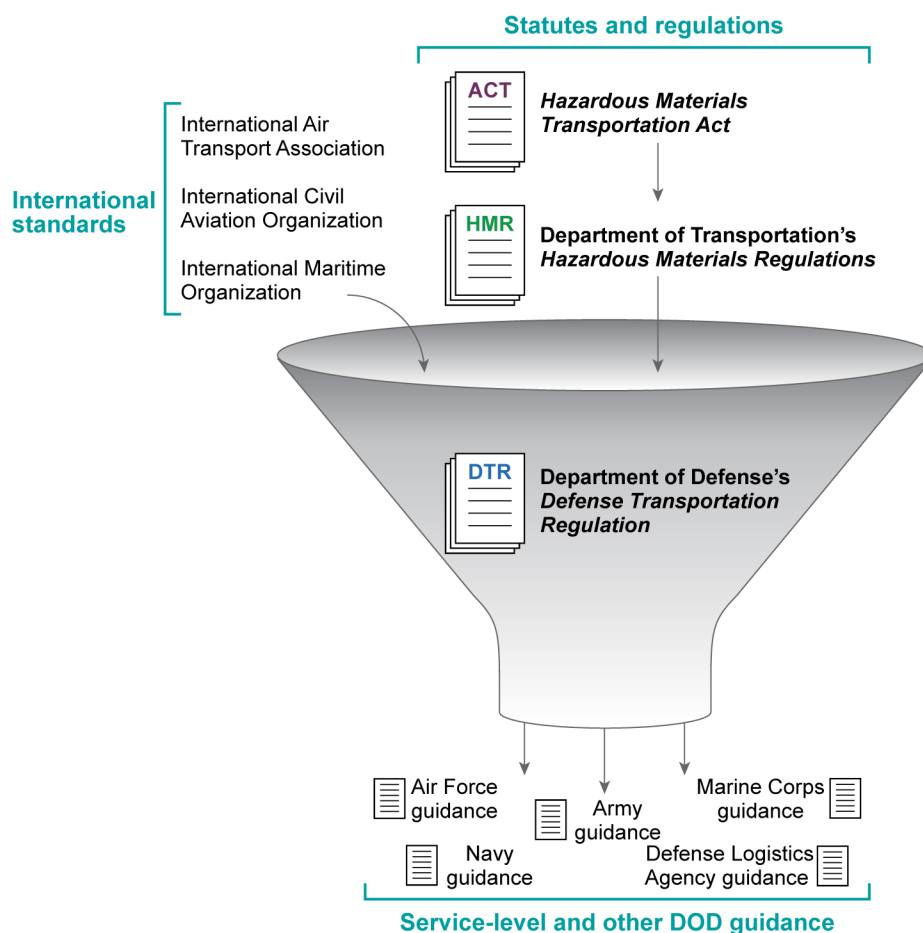 Statutes and regulations
ACT
Hazardous Materials
Transportation Act
International Air
Transport Association
International standards
International Civil
Aviation Organization
International Maritime
Organization
HMR
Department of Transportation’s
Hazardous Materials Regulations
DTR
Department of Defense’s
Defense Transportation
Regulation
Air Force
guidance
Army
guidance
Marine Corps
guidance
Navy
guidance
Defense Logistics
Agency guidance
Service-level and other DOD guidance